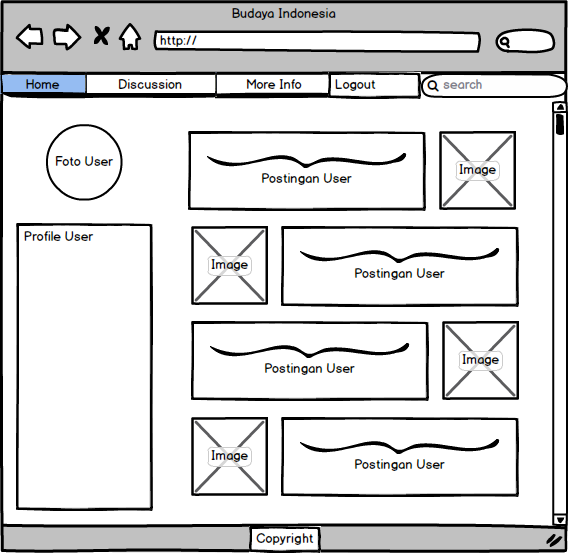 Budaya Indonesia
http://
Home
Discussion
More Info
Logout
search
Foto User
Postingan User
Image
Profile User
Image
Postingan User
Postingan User
Image
Image
Postingan User
Copyright